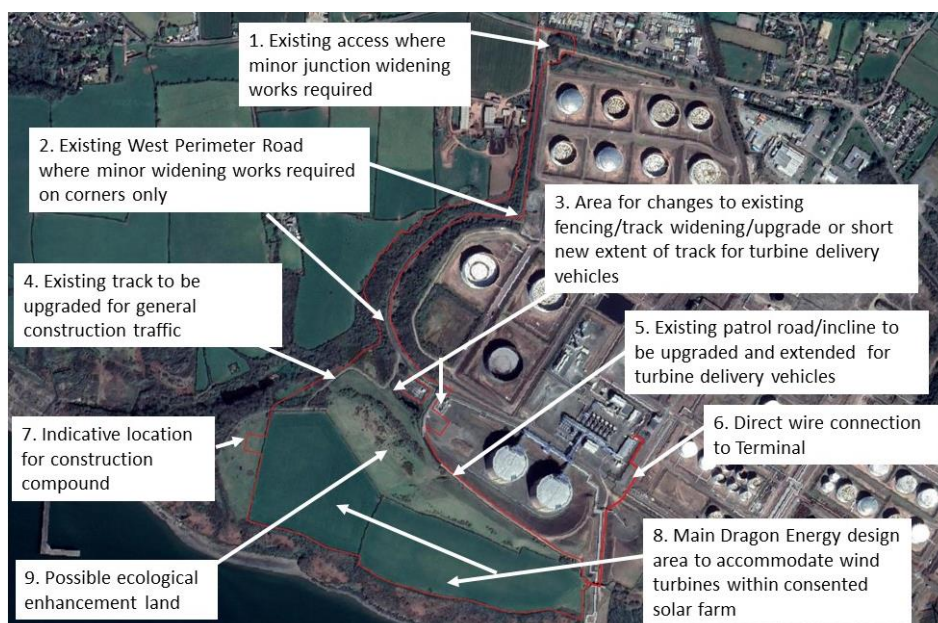 1. Existing access where
minor junction widening
works required
2. Existing West Perimeter Road
where minor widening works required
on corners only
3. Area for changes to existing
fencing/track widening/upgrade or short
new extent of track for turbine delivery
vehicles
4. Existing track to be
upgraded for general
construction traffic
5. Existing patrol road/incline to
be upgraded and extended for
turbine delivery vehicles
6. Direct wire connection
to Terminal
7. Indicative location
for construction
compound
8. Main Dragon Energy design
area to accommodate wind
turbines within consented
solar farm
9. Possible ecological
enhancement land